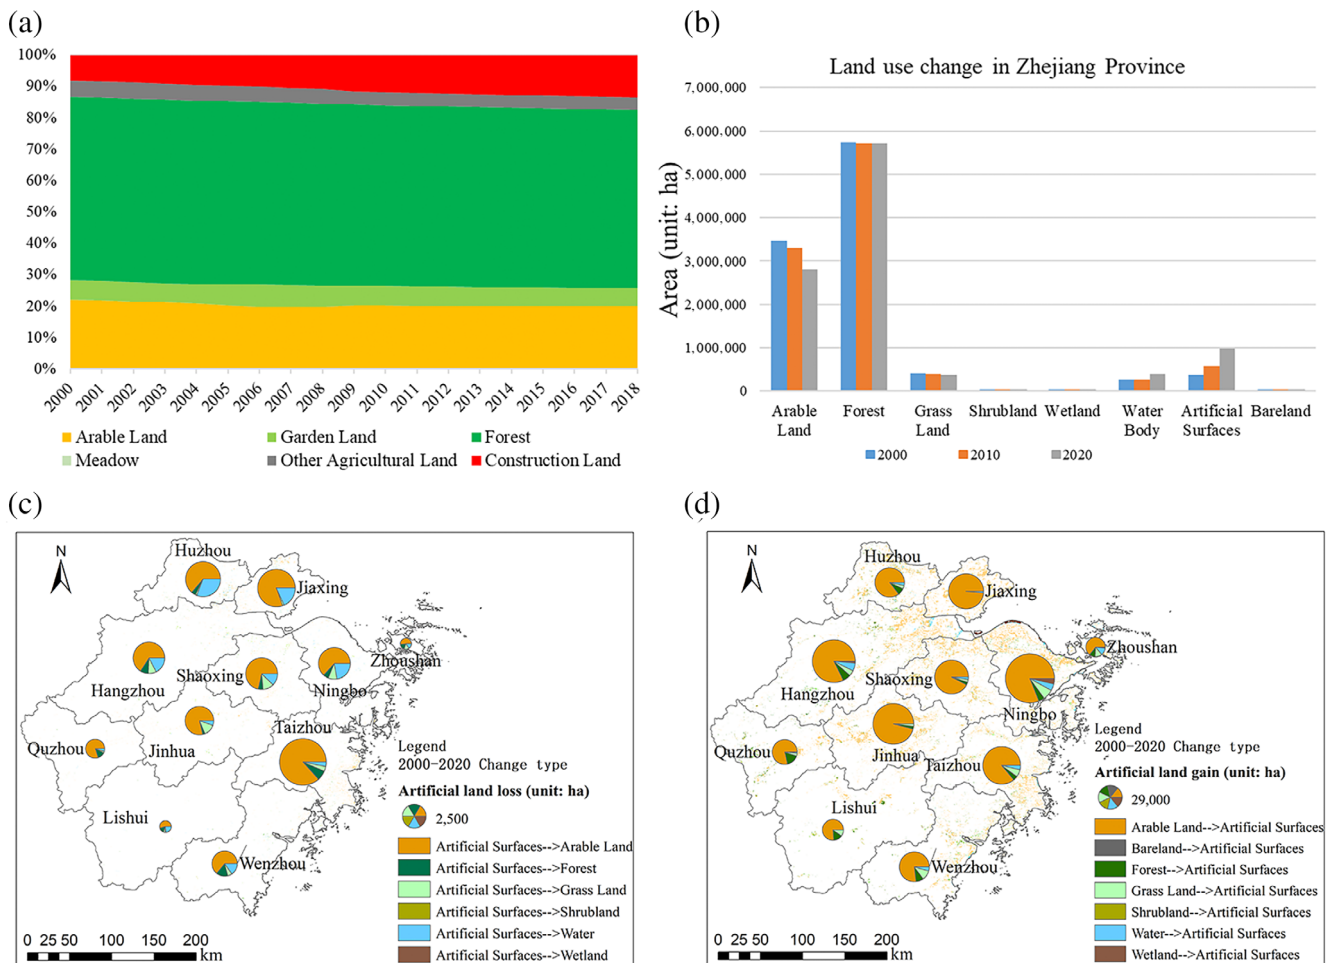 (a)
100%
90%
80%
70%
60%
50%
40%
30%
20%
10%
0%
2000 2001 2002 2003 2004 2005 2006 2007 2008 2009 2010 2011 2012 2013 2014 2015 2016 2017 2018
Arable Land Garden Land Forest
Meadow Other Agricultural Land Construction Land
(b)
Land use change in Zhejiang Province
Area (unit: ha)
7,000,000
6,000,000
5,000,000
4,000,000
3,000,000
2,000,000
1,000,000
0
Arable Land Forest Grass Land Shrubland Wetland Water Body Artificial Surfaces Bareland
2000 2010 2020
(c)
N
Huzhou
Jiaxing
Zhoushan
Shaoxing
Hangzhou
Ningbo
Taizhou
Quzhou
Jinhua
Lishui
Wenzhou
Legend
2000-2020 Change type
Artificial land loss (unit: ha)
2,500
Artificial Surfaces-->Arable Land
Artificial Surfaces-->Forest
Artificial Surfaces-->Grass Land
Artificial Surfaces-->Shrubland
Artificial Surfaces-->Water
Artificial Surfaces-->Wetland
0 25 50 100 150 200
km
(d)
N
Huzhou
Jiaxing
Zhoushan
Shaoxing
Hangzhou
Ningbo
Quzhou
Jinhua
Taizhou
Lishui
Wenzhou
Legend
2000-2020 Change type
Artificial land gain (unit: ha)
29,000
Arable Land-->Artificial Surfaces
Bareland-->Artificial Surfaces
Forest-->Artificial Surfaces
Grass Land-->Artificial Surfaces
Shrubland-->Artificial Surfaces
Water-->Artificial Surfaces
Wetland-->Artificial Surfaces
0 25 50 100 150 200
km